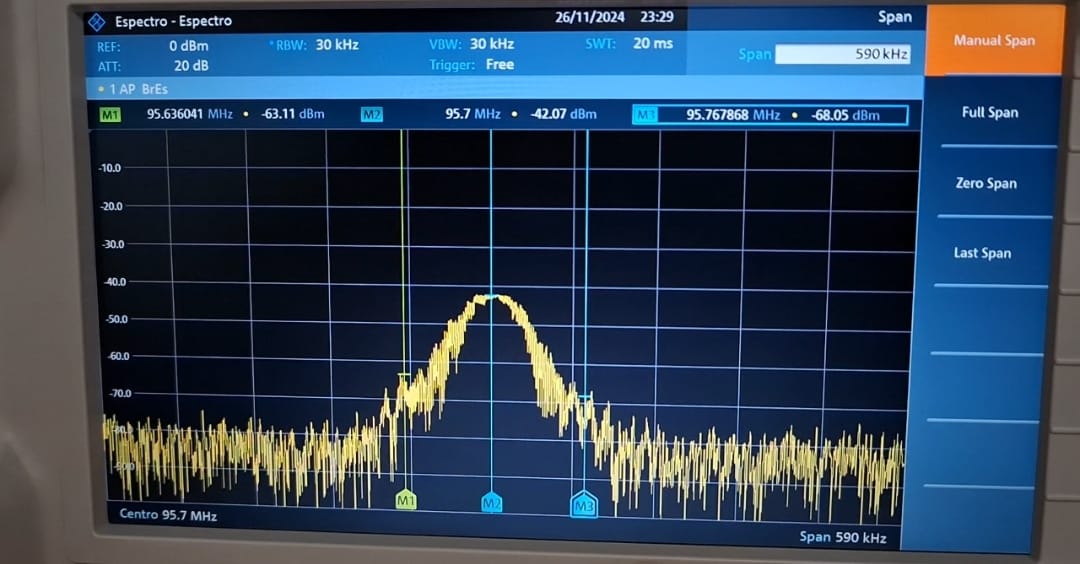 Espectro - Espectro 26/11/2024 23:29 Span
REF: 0 dBm *RBW: 30 kHz VBW: 30 kHz SWT: 20 ms
ATT: 20 dB Trigger: Free
Span 590 kHz
1 AP BrEs
M1 95.636041 MHz • -63.11 dBm M2 95.7 MHz • -42.07 dBm M3 95.767868 MHz • -68.05 dBm
-10.0
-20.0
-30.0
-40.0
-50.0
-60.0
-70.0
M1 M2 M3
Centro 95.7 MHz Span 590 kHz
Manual Span
Full Span
Zero Span
Last Span